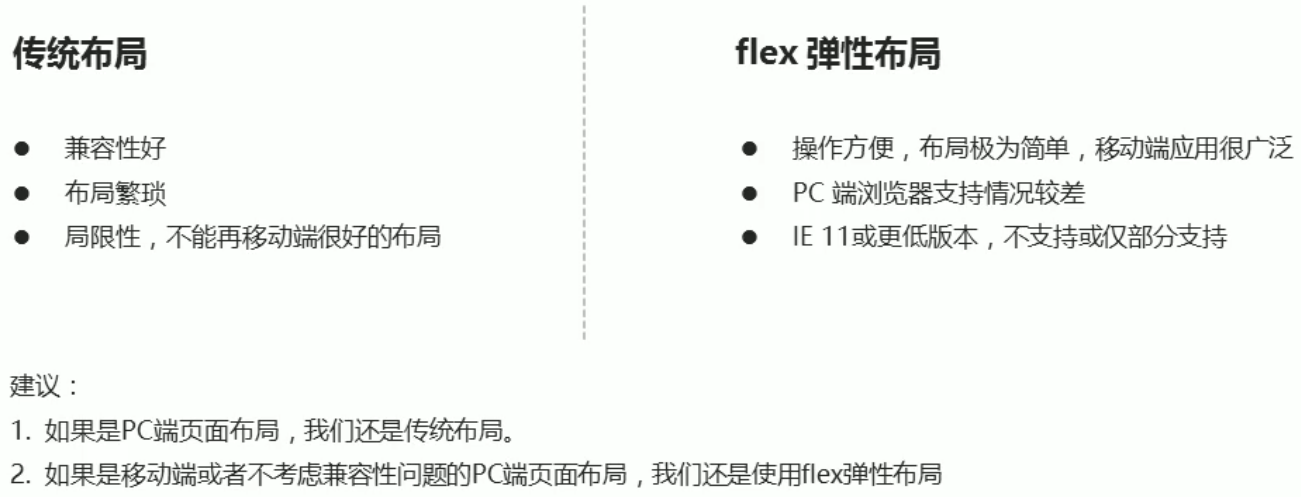 传统布局
● 兼容性好
● 布局繁琐
● 局限性，不能再移动端很好的布局
flex 弹性布局
● 操作方便，布局极为简单，移动端应用很广泛
● PC 端浏览器支持情况较差
● IE 11或更低版本，不支持或仅部分支持
建议：
1. 如果是PC端页面布局，我们还是传统布局。
2. 如果是移动端或者不考虑兼容性问题的PC端页面布局，我们还是使用flex弹性布局